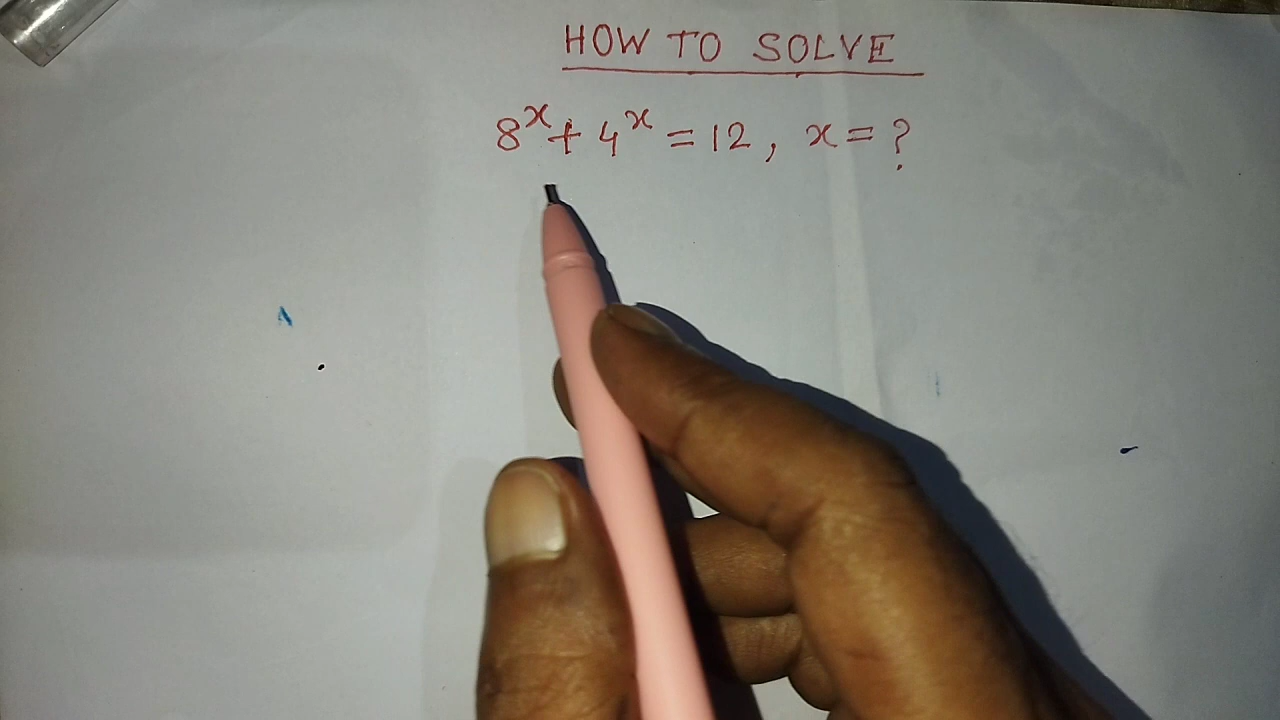 HOW TO SOLVE
8^x + 4^x = 12, x = ?